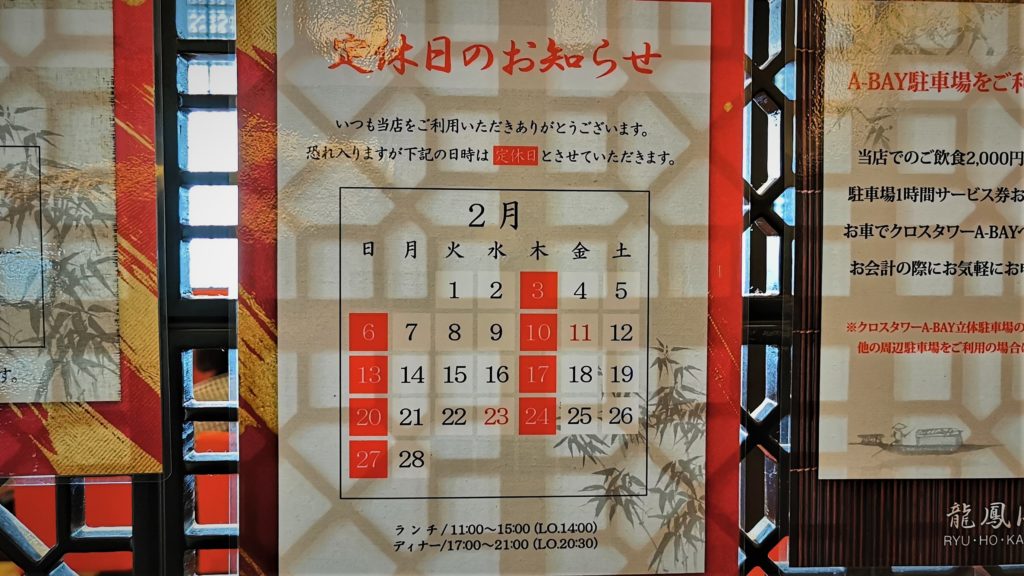 定休日のお知らせ
いつも当店をご利用いただきありがとうございます。
恐れ入りますが下記の日時は 定休日 とさせていただきます。
2月
日 月 火 水 木 金 土
1 2 3 4 5
6 7 8 9 10 11 12
13 14 15 16 17 18 19
20 21 22 23 24 25 26
27 28
ランチ/11:00〜15:00 (LO.14:00)
ディナー/17:00〜21:00 (LO.20:30)
す。
A-BAY駐車場をご利
当店でのご飲食2,000円
駐車場1時間サービス券お
お車でクロスタワーA-BAYへ
お会計の際にお気軽にお申
※クロスタワーA-BAY立体駐車場の
他の周辺駐車場をご利用の場合に
龍鳳
RYU·HO·KA